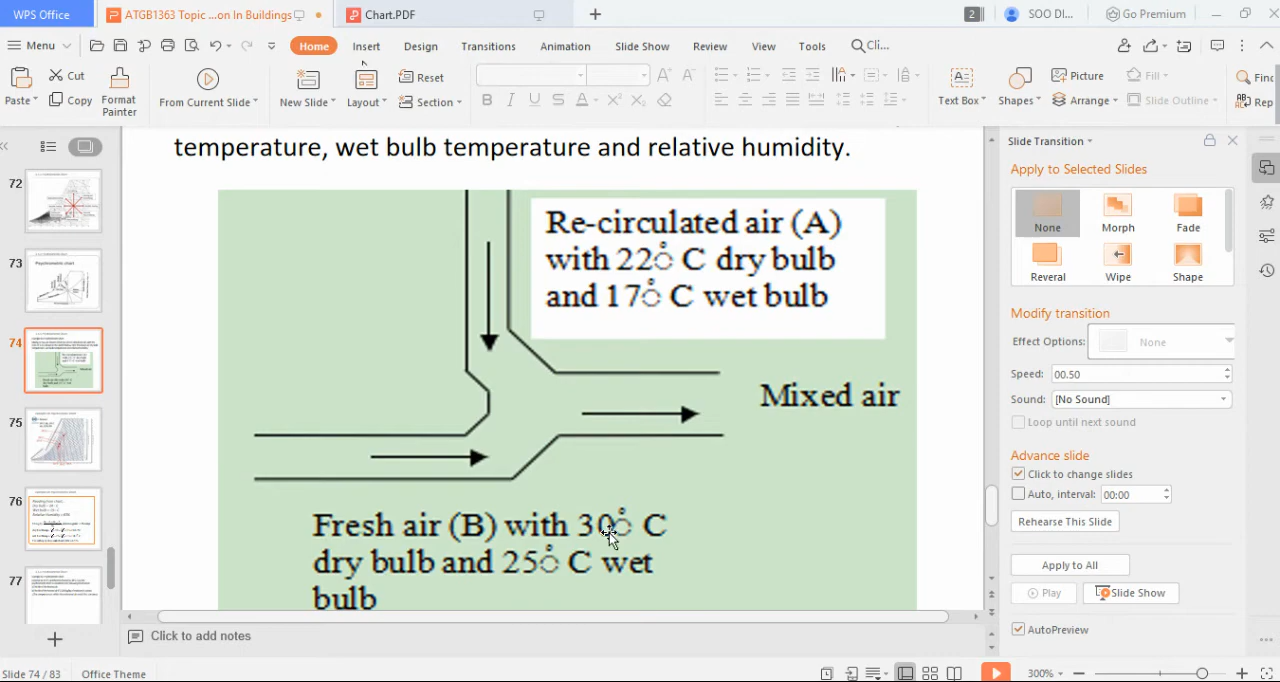 WPS Office
ATGB1363 Topic ...on In Buildings
Chart.PDF
2
SOO DI...
Go Premium
Menu
Home
Insert
Design
Transitions
Animation
Slide Show
Review
View
Tools
Cli...
Paste
Cut
Copy
Format
Painter
From Current Slide
New Slide
Layout
Reset
Section
B I U S A X² X₂
Text Box
Shapes
Picture
Arrange
Fill
Slide Outline
Find
Rep
72
73
74
75
76
77
temperature, wet bulb temperature and relative humidity.
Re-circulated air (A)
with 22° C dry bulb
and 17° C wet bulb
Mixed air
Fresh air (B) with 30° C
dry bulb and 25° C wet
bulb
Slide Transition
Apply to Selected Slides
None
Morph
Fade
Reveral
Wipe
Shape
Modify transition
Effect Options:
None
Speed:
00.50
Sound:
[No Sound]
Loop until next sound
Advance slide
Click to change slides
Auto, interval:
00:00
Rehearse This Slide
Apply to All
Play
Slide Show
AutoPreview
Click to add notes
Slide 74 / 83
Office Theme
300%